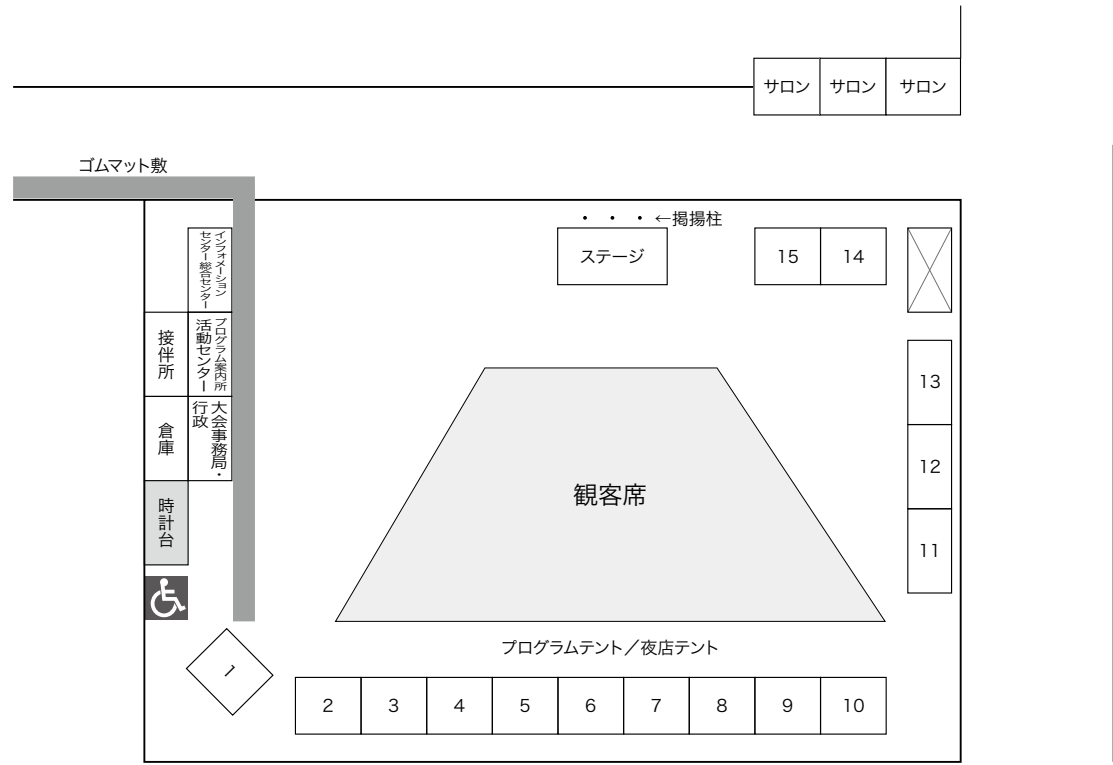 サロン
サロン
サロン
ゴムマット敷
・ ・ ・ ←掲揚柱
ステージ
15
14
インフォメーション
センター総合センター
接伴所
プログラム案内所
活動センター
13
倉庫
大会事務局・
行政
12
観客席
時計台
11
プログラムテント／夜店テント
1
2
3
4
5
6
7
8
9
10